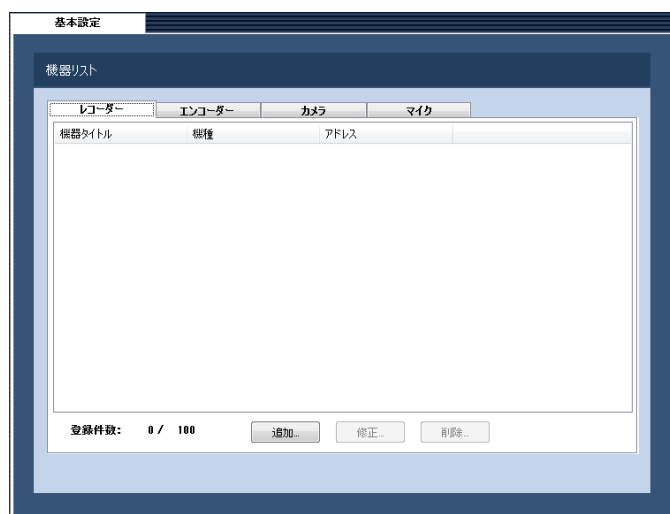 基本設定
機器リスト
レコーダー エンコーダー カメラ マイク
機器タイトル 機種 アドレス
登録件数: 0 / 100 追加... 修正... 削除...